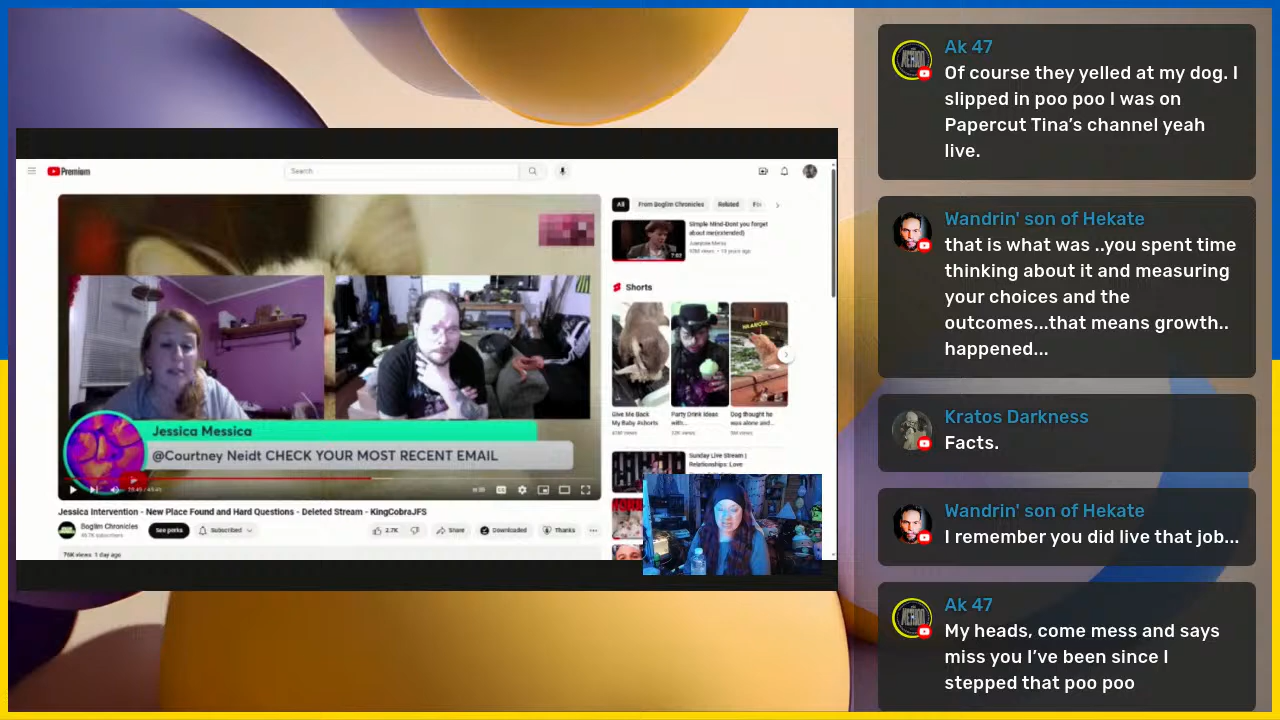 Premium
Search
All
From Boglim Chronicles
Related
Simple Mind-Dont you forget
about me(extended)
7:02
Shorts
Give Me Back
My Baby #shorts
Party Drink Ideas
with...
Dog thought he
was alone and...
Sunday Live Stream |
Relationships: Love
Jessica Messica
@Courtney Neidt CHECK YOUR MOST RECENT EMAIL
Jessica Intervention - New Place Found and Hard Questions - Deleted Stream - KingCobraJFS
Boglim Chronicles
See perks
Subscribed
2.7K
Share
Downloaded
Thanks
76K views 1 day ago
Ak 47
Of course they yelled at my dog. I
slipped in poo poo I was on
Papercut Tina’s channel yeah
live.
Wandrin' son of Hekate
that is what was ..you spent time
thinking about it and measuring
your choices and the
outcomes...that means growth..
happened...
Kratos Darkness
Facts.
Wandrin' son of Hekate
I remember you did live that job...
Ak 47
My heads, come mess and says
miss you I’ve been since I
stepped that poo poo